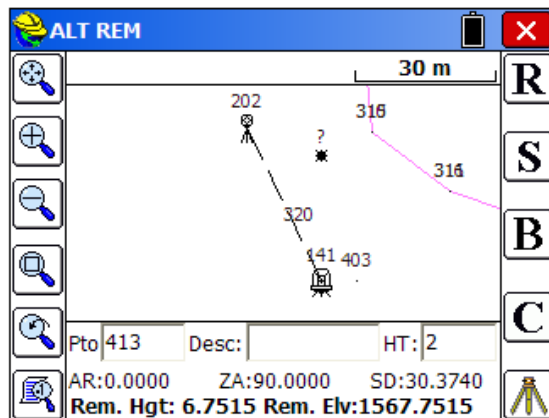 ALT REM
30 m
R
202
?
S
316
320
B
141 403
C
Pto 413 Desc: HT: 2
AR:0.0000 ZA:90.0000 SD:30.3740
Rem. Hgt: 6.7515 Rem. Elv:1567.7515